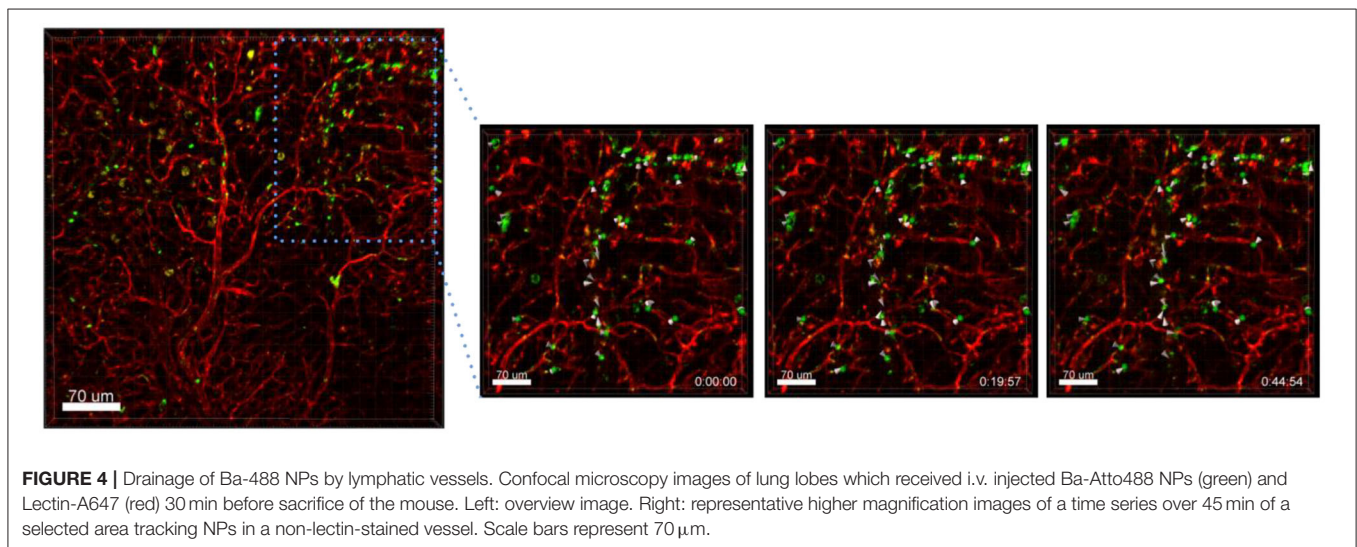 70 um
70 um
0:00:00
70 um
0:19:57
70 um
0:44:54
FIGURE 4 | Drainage of Ba-488 NPs by lymphatic vessels. Confocal microscopy images of lung lobes which received i.v. injected Ba-Atto488 NPs (green) and
Lectin-A647 (red) 30 min before sacrifice of the mouse. Left: overview image. Right: representative higher magnification images of a time series over 45 min of a
selected area tracking NPs in a non-lectin-stained vessel. Scale bars represent 70 μm.